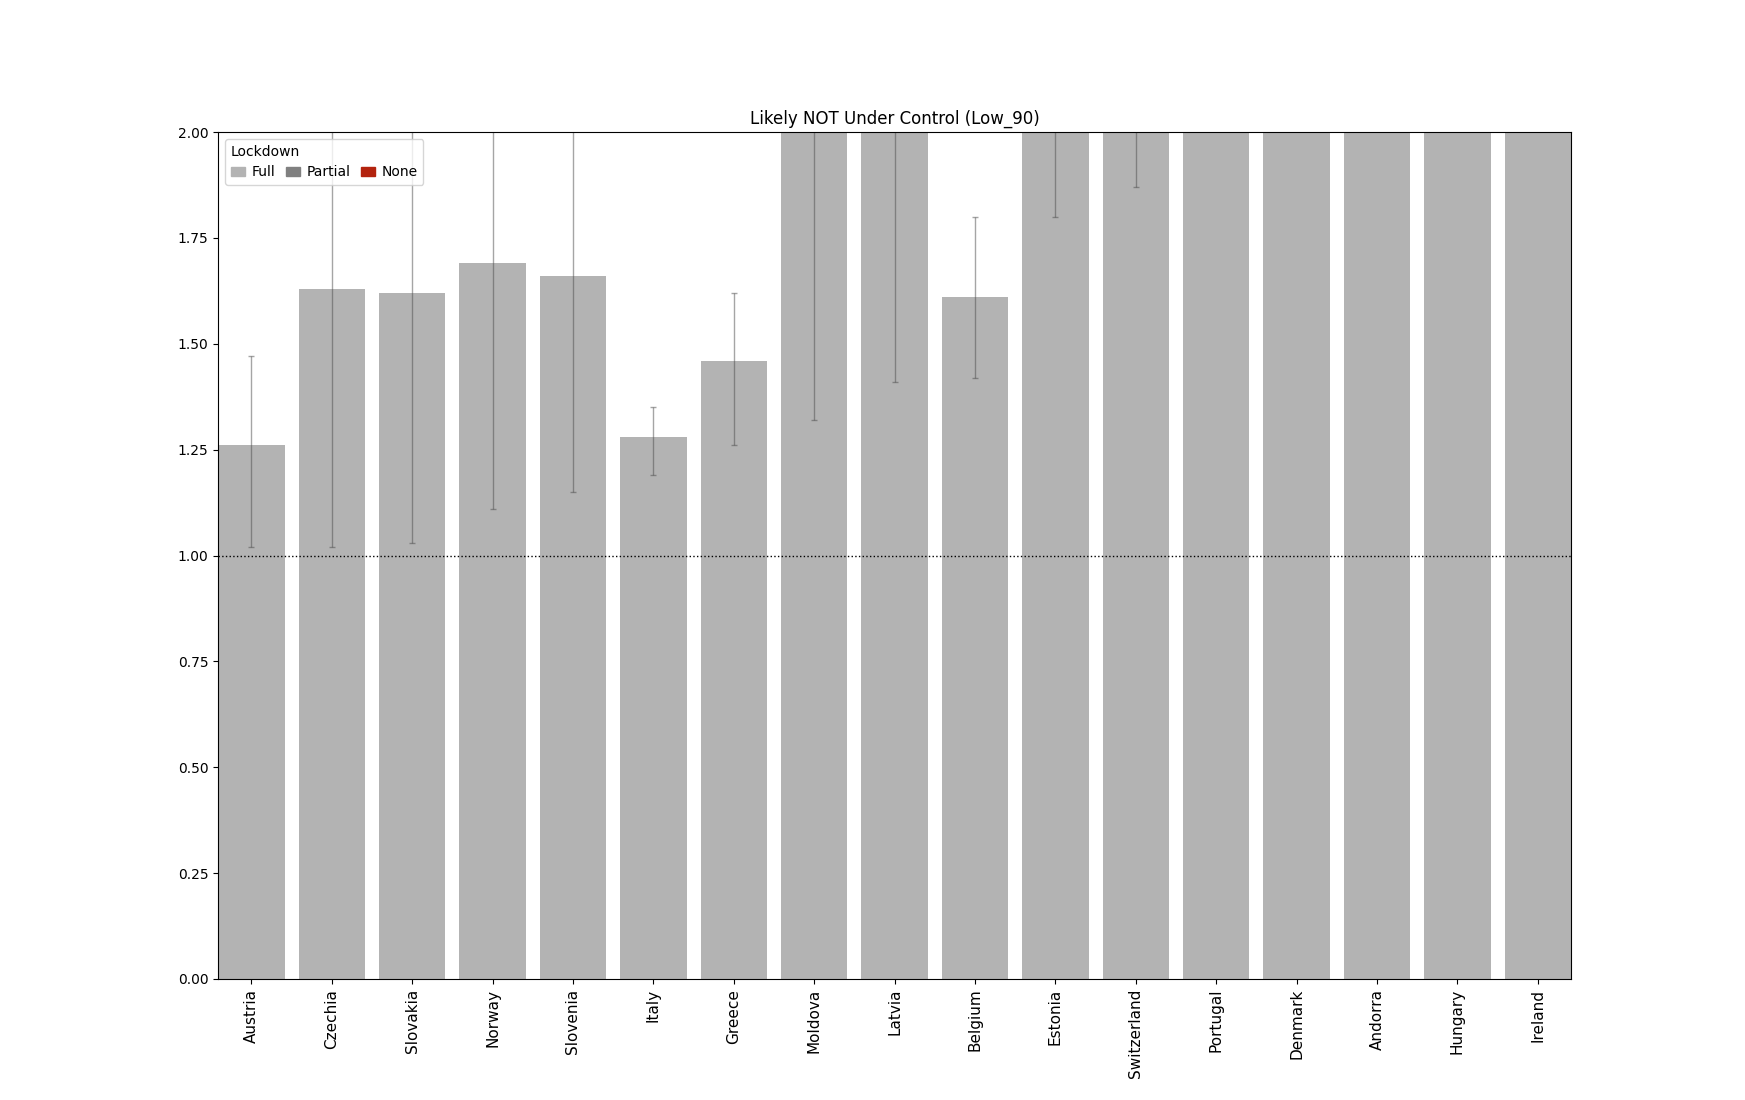 Likely NOT Under Control (Low_90)
Lockdown
Full Partial None
2.00
1.75
1.50
1.25
1.00
0.75
0.50
0.25
0.00
Austria
Czechia
Slovakia
Norway
Slovenia
Italy
Greece
Moldova
Latvia
Belgium
Estonia
Switzerland
Portugal
Denmark
Andorra
Hungary
Ireland